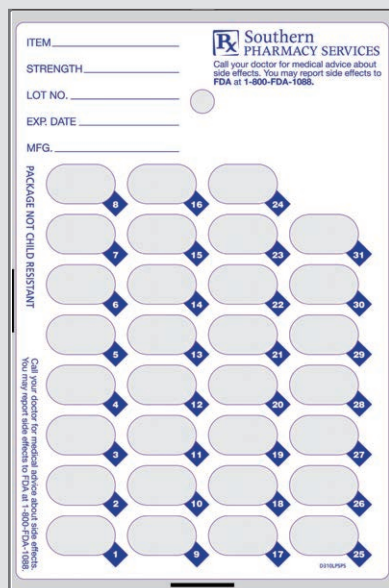 Rx Southern
PHARMACY SERVICES
Call your doctor for medical advice about
side effects. You may report side effects to
FDA at 1-800-FDA-1088.
ITEM
STRENGTH
LOT NO.
EXP. DATE
MFG.
PACKAGE NOT CHILD RESISTANT
8 16 24
7 15 23 31
6 14 22 30
5 13 21 29
4 12 20 28
3 11 19 27
2 10 18 26
1 9 17 25
Call your doctor for medical advice about side effects.
You may report side effects to FDA at 1-800-FDA-1088.